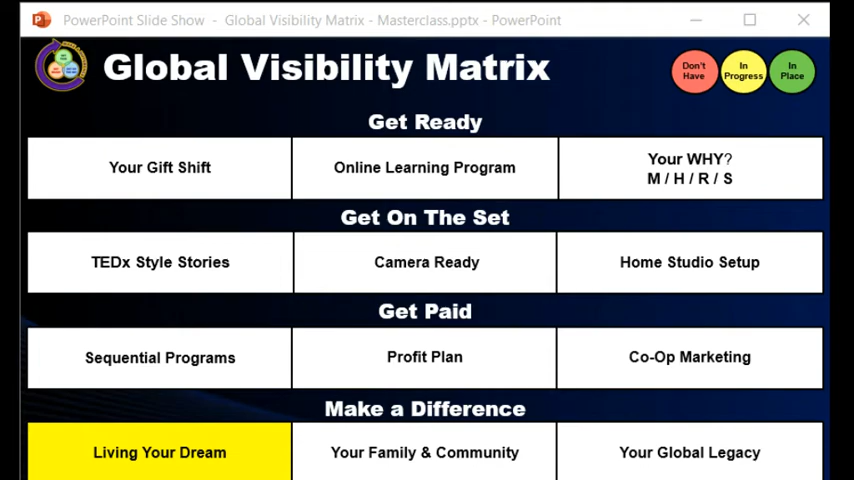 PowerPoint Slide Show - Global Visibility Matrix - Masterclass.pptx - PowerPoint
Global Visibility Matrix
Don't
Have
In
Progress
In
Place
Get Ready
Your Gift Shift
Online Learning Program
Your WHY?
M / H / R / S
Get On The Set
TEDx Style Stories
Camera Ready
Home Studio Setup
Get Paid
Sequential Programs
Profit Plan
Co-Op Marketing
Make a Difference
Living Your Dream
Your Family & Community
Your Global Legacy